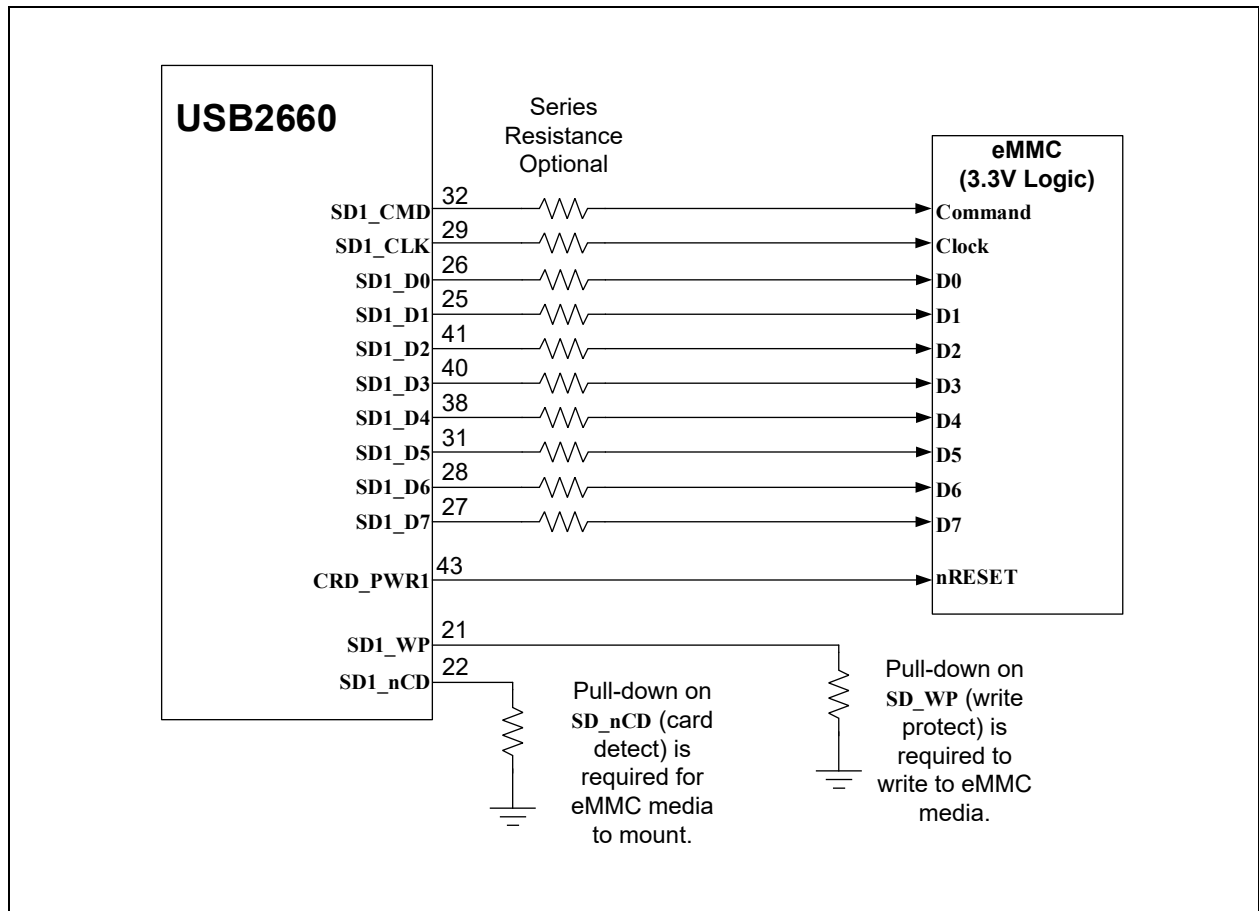 USB2660
Series
Resistance
Optional
eMMC
(3.3V Logic)
SD1_CMD 32 Command
SD1_CLK 29 Clock
SD1_D0 26 D0
SD1_D1 25 D1
SD1_D2 41 D2
SD1_D3 40 D3
SD1_D4 38 D4
SD1_D5 31 D5
SD1_D6 28 D6
SD1_D7 27 D7
CRD_PWR1 43 nRESET
SD1_WP 21
SD1_nCD 22
Pull-down on
SD_nCD (card
detect) is
required for
eMMC media
to mount.
Pull-down on
SD_WP (write
protect) is
required to
write to eMMC
media.